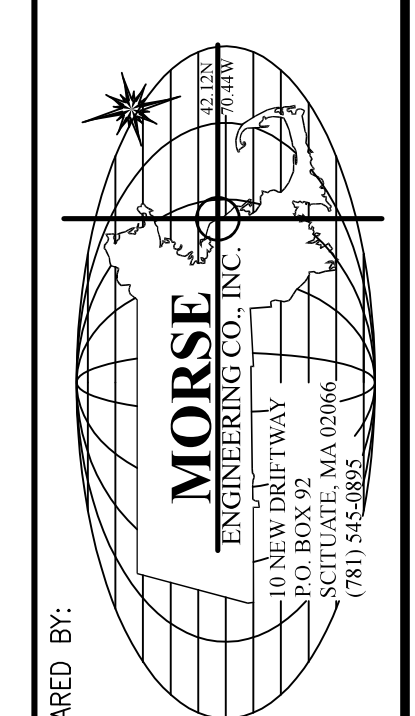 ARED BY:
42.12N
70.44W
MORSE
ENGINEERING CO., INC.
10 NEW DRIFTWAY
P.O. BOX 92
SCITUATE, MA 02066
(781) 545-0895